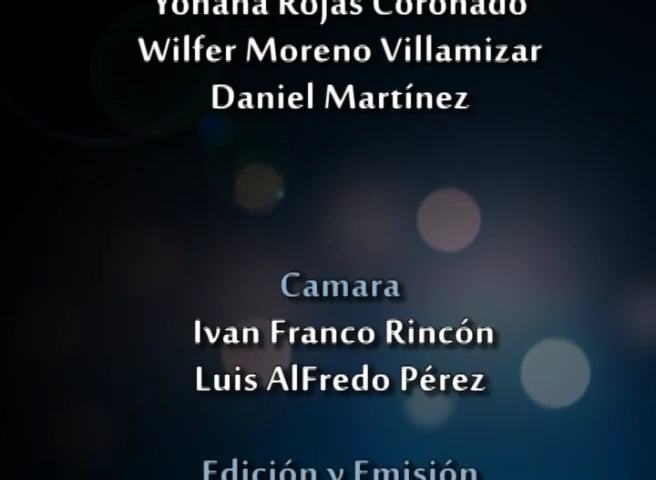 Yohana Rojas Coronado
Wilfer Moreno Villamizar
Daniel Martínez
Camara
Ivan Franco Rincón
Luis AlFredo Pérez
Edición y Emisión